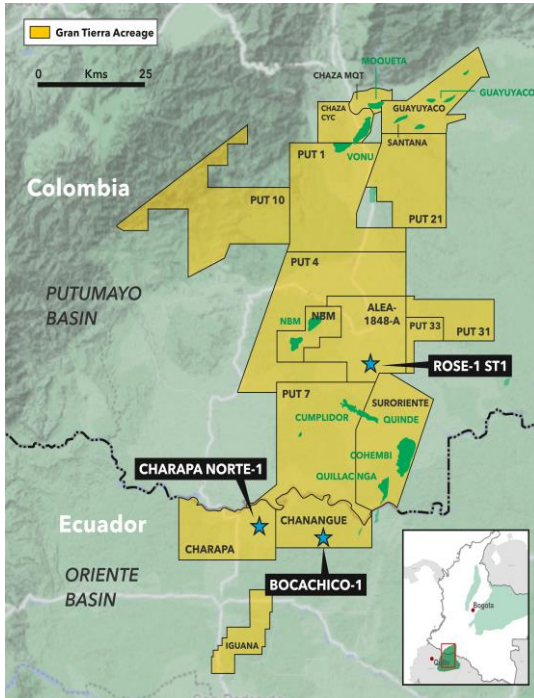 Gran Tierra Acreage
0 Kms 25
MOQUETA
CHAZA MQT
CHAZA
CYC
GUAYUYACO
GUAYUYACO
SANTANA
VONU
PUT 1
Colombia
PUT 10
PUT 21
PUT 4
PUTUMAYO
BASIN
ALEA-
1848-A
NBM
NBM
PUT 33
PUT 31
ROSE-1 ST1
PUT 7
SURORIENTE
CUMPLIDOR
QUINDE
COHEMBI
CHARAPA NORTE-1
QUILLACINGA
Ecuador
CHANANGUE
CHARAPA
ORIENTE
BASIN
BOCACHICO-1
IGUANA
Bogota
Quito